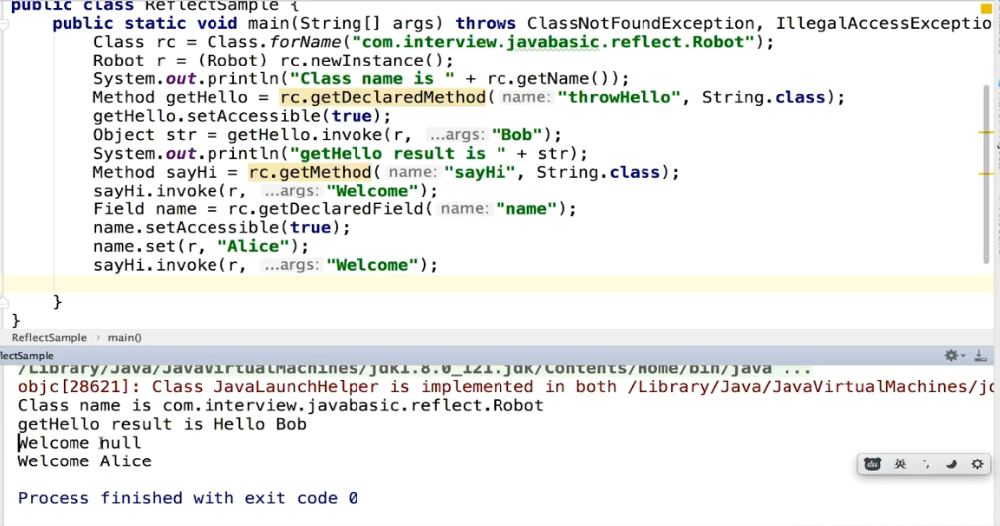 public class ReflectSample {
public static void main(String[] args) throws ClassNotFoundException, IllegalAccessExceptio
Class rc = Class.forName("com.interview.javabasic.reflect.Robot");
Robot r = (Robot) rc.newInstance();
System.out.println("Class name is " + rc.getName());
Method getHello = rc.getDeclaredMethod( name: "throwHello", String.class);
getHello.setAccessible(true);
Object str = getHello.invoke(r, ...args: "Bob");
System.out.println("getHello result is " + str);
Method sayHi = rc.getMethod( name: "sayHi", String.class);
sayHi.invoke(r, ...args: "Welcome");
Field name = rc.getDeclaredField( name: "name");
name.setAccessible(true);
name.set(r, "Alice");
sayHi.invoke(r, ...args: "Welcome");
}
}
ReflectSample › main()
flectSample
/Library/Java/JavaVirtualMachines/jdk1.8.0_121.jdk/Contents/Home/bin/java ...
objc[28621]: Class JavaLaunchHelper is implemented in both /Library/Java/JavaVirtualMachines/jd
Class name is com.interview.javabasic.reflect.Robot
getHello result is Hello Bob
Welcome null
Welcome Alice
du 英 ·,
Process finished with exit code 0